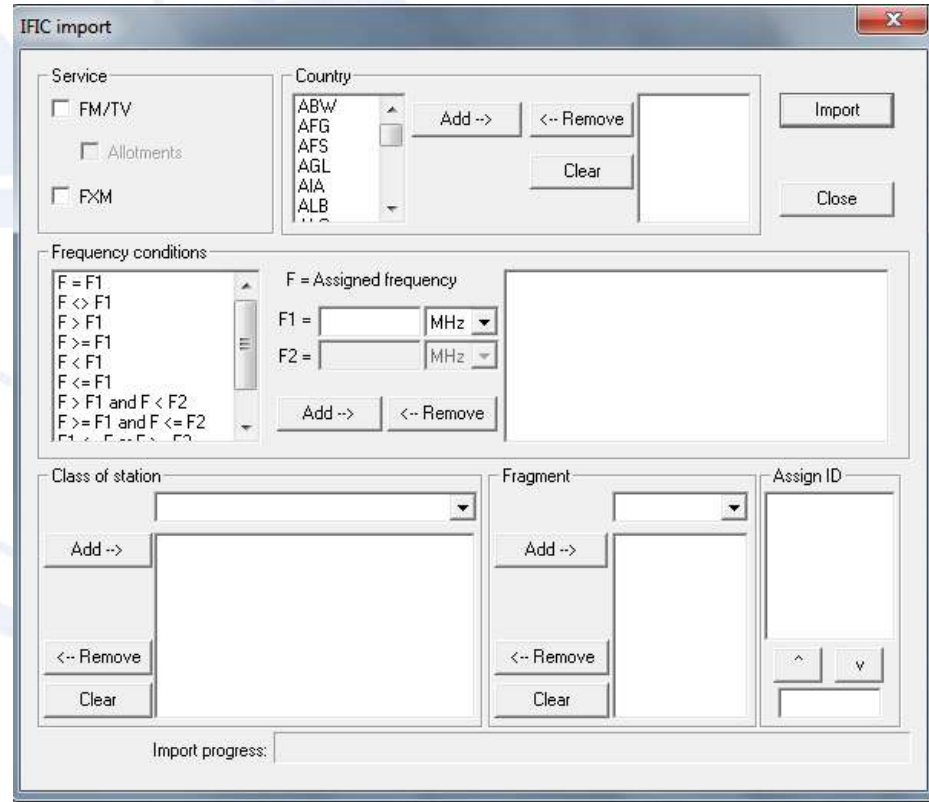 IFIC import
Service
FM/TV
Allotments
FXM
Country
ABW
AFG
AFS
AGL
AIA
ALB
Add -->
<-- Remove
Clear
Import
Close
Frequency conditions
F = F1
F <> F1
F > F1
F >= F1
F < F1
F <= F1
F > F1 and F < F2
F >= F1 and F <= F2
F = Assigned frequency
F1 =
MHz
F2 =
MHz
Add -->
<-- Remove
Class of station
Add -->
<-- Remove
Clear
Fragment
Add -->
<-- Remove
Clear
Assign ID
^
v
Import progress: